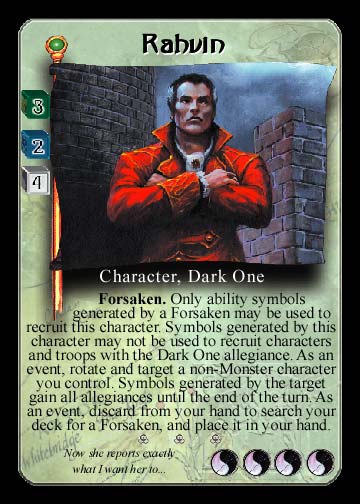 Rahvin
3
2
4
Character, Dark One
Forsaken. Only ability symbols
generated by a Forsaken may be used to
recruit this character. Symbols generated by this
character may not be used to recruit characters
and troops with the Dark One allegiance. As an
event, rotate and target a non-Monster character
you control. Symbols generated by the target
gain all allegiances until the end of the turn. As
an event, discard from your hand to search your
deck for a Forsaken, and place it in your hand.
Whitebridge
Now she reports exactly
what I want her to...